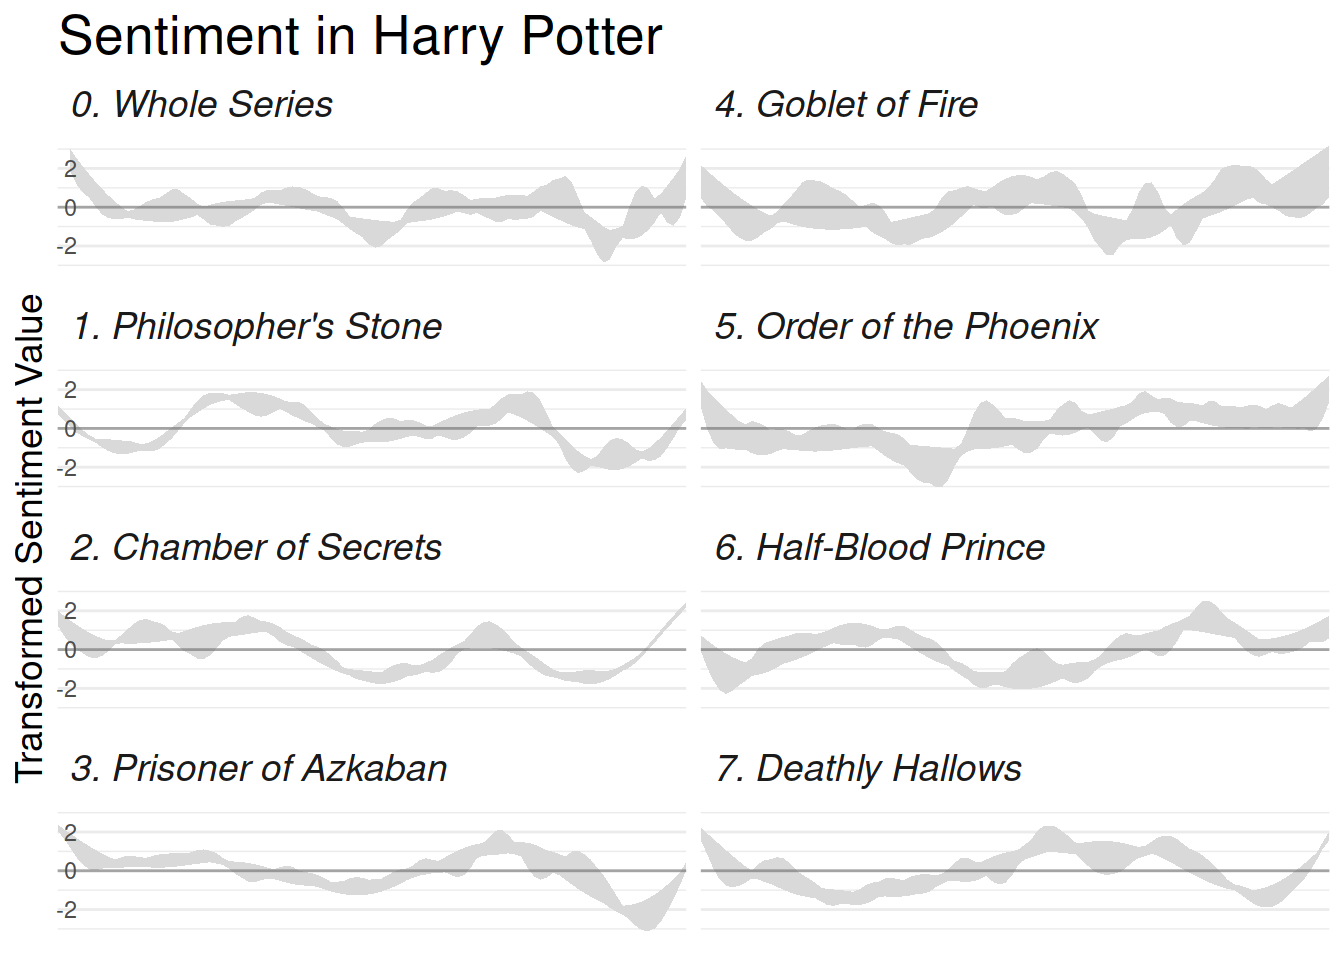 Sentiment in Harry Potter
Transformed Sentiment Value
0. Whole Series
2
0
-2
1. Philosopher's Stone
2
0
-2
2. Chamber of Secrets
2
0
-2
3. Prisoner of Azkaban
2
0
-2
4. Goblet of Fire
5. Order of the Phoenix
6. Half-Blood Prince
7. Deathly Hallows